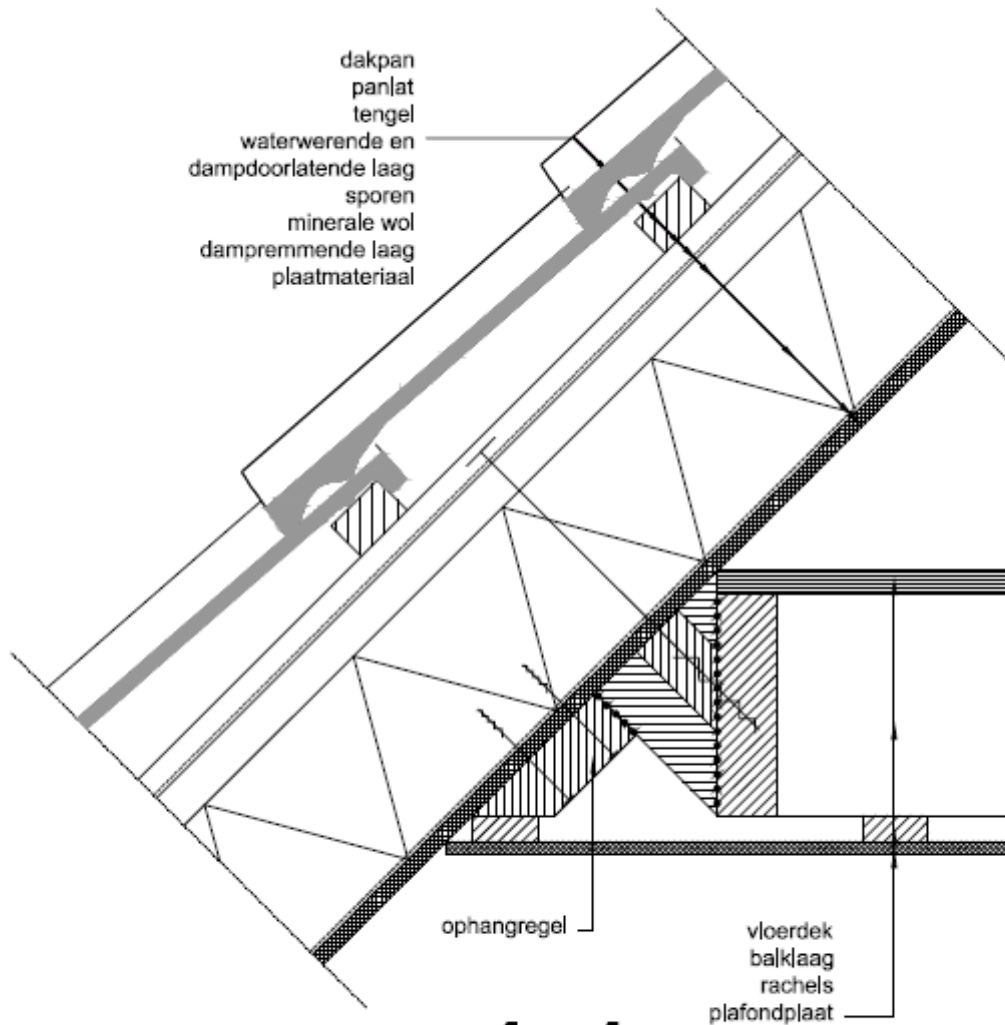 dakpan
panlat
tengel
waterwerende en
dampdoorlatende laag
sporen
minerale wol
dampremmende laag
plaatmateriaal
ophangregel
vloerdek
balklaag
rachels
plafondplaat